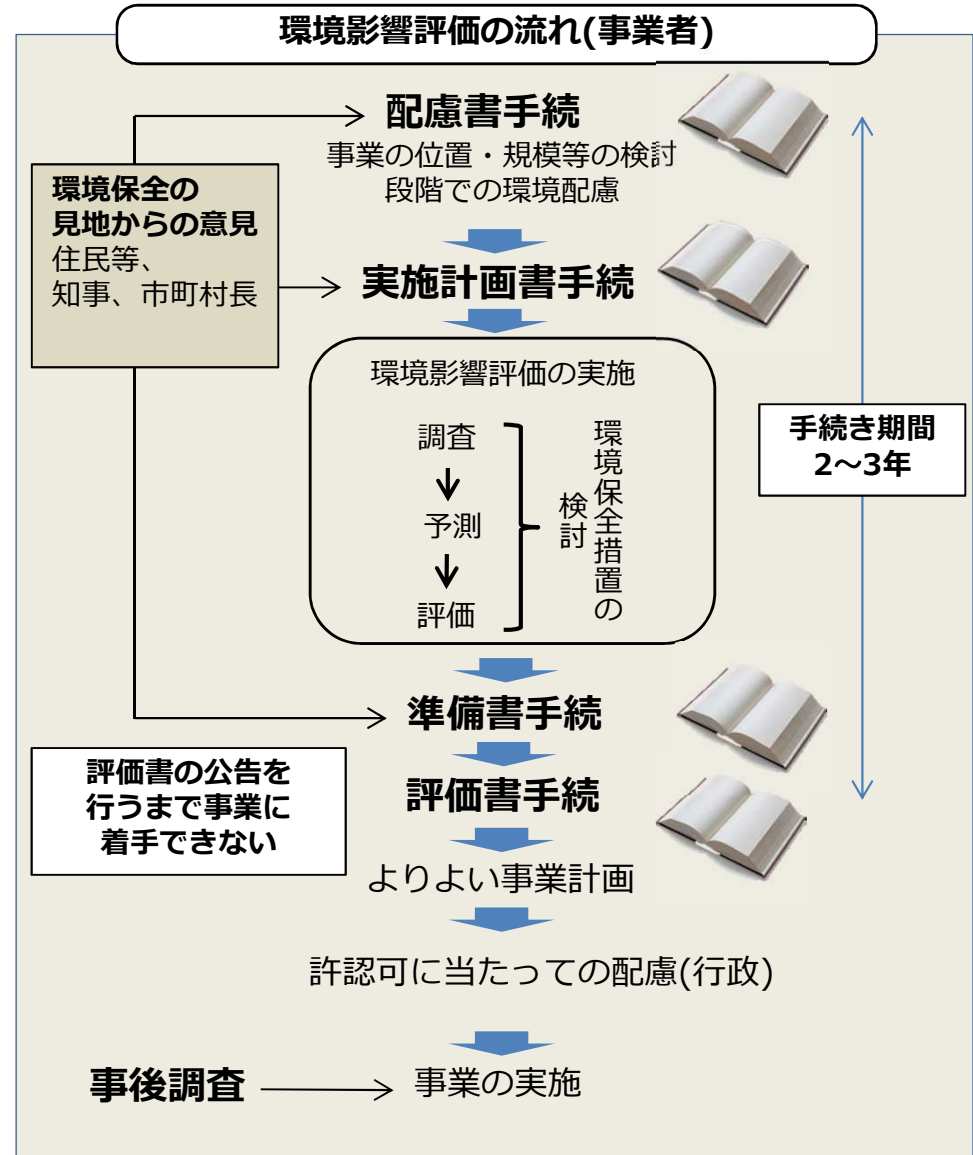 環境影響評価の流れ(事業者)
配慮書手続
事業の位置・規模等の検討
段階での環境配慮
環境保全の
見地からの意見
住民等、
知事、市町村長
実施計画書手続
環境影響評価の実施
調査
予測
評価
環境保全措置の
検討
手続き期間
2~3年
準備書手続
評価書の公告を
行うまで事業に
着手できない
評価書手続
よりよい事業計画
許認可に当たっての配慮(行政)
事後調査
事業の実施